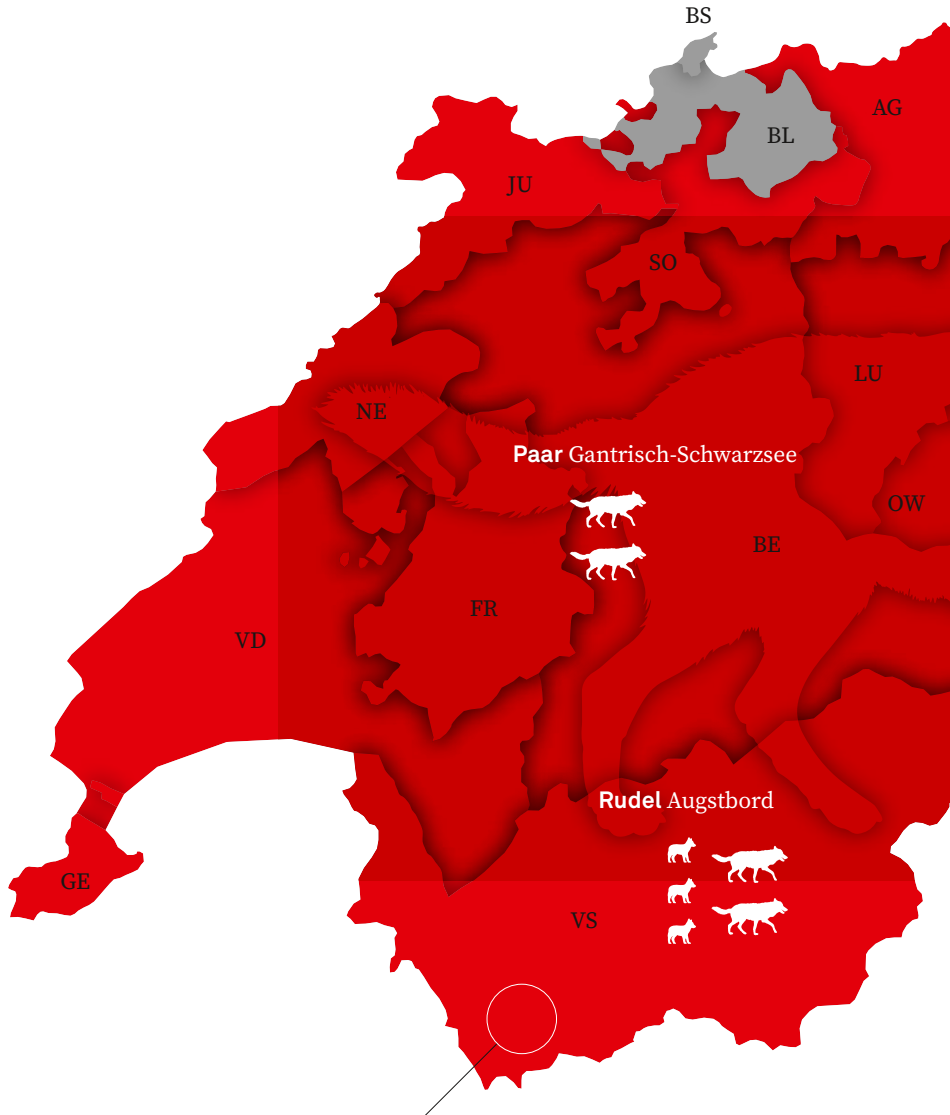 BS
AG
BL
JU
SO
LU
NE
Paar Gantrisch-Schwarzsee
OW
BE
FR
VD
Rudel Augstbord
GE
VS